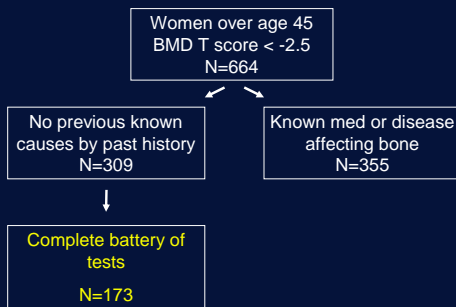 Women over age 45
BMD T score < -2.5
N=664
No previous known
causes by past history
N=309
Known med or disease
affecting bone
N=355
Complete battery of
tests
N=173